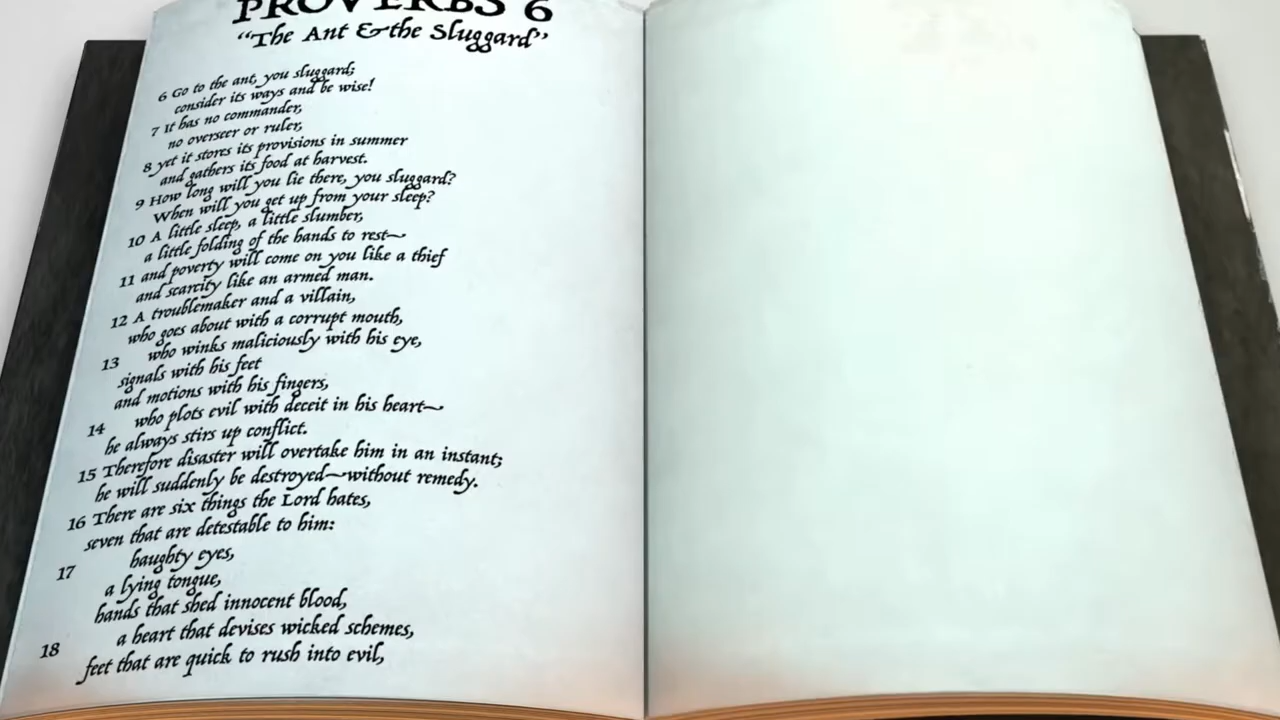 PROVERBS 6
“The Ant & the Sluggard”
6 Go to the ant, you sluggard;
consider its ways and be wise!
7 It has no commander,
no overseer or ruler,
8 yet it stores its provisions in summer
and gathers its food at harvest.
9 How long will you lie there, you sluggard?
When will you get up from your sleep?
10 A little sleep, a little slumber,
a little folding of the hands to rest—
11 and poverty will come on you like a thief
and scarcity like an armed man.
12 A troublemaker and a villain,
who goes about with a corrupt mouth,
13 who winks maliciously with his eye,
signals with his feet
and motions with his fingers,
14 who plots evil with deceit in his heart—
he always stirs up conflict.
15 Therefore disaster will overtake him in an instant;
he will suddenly be destroyed—without remedy.
16 There are six things the Lord hates,
seven that are detestable to him:
17 haughty eyes,
a lying tongue,
hands that shed innocent blood,
18 a heart that devises wicked schemes,
feet that are quick to rush into evil,